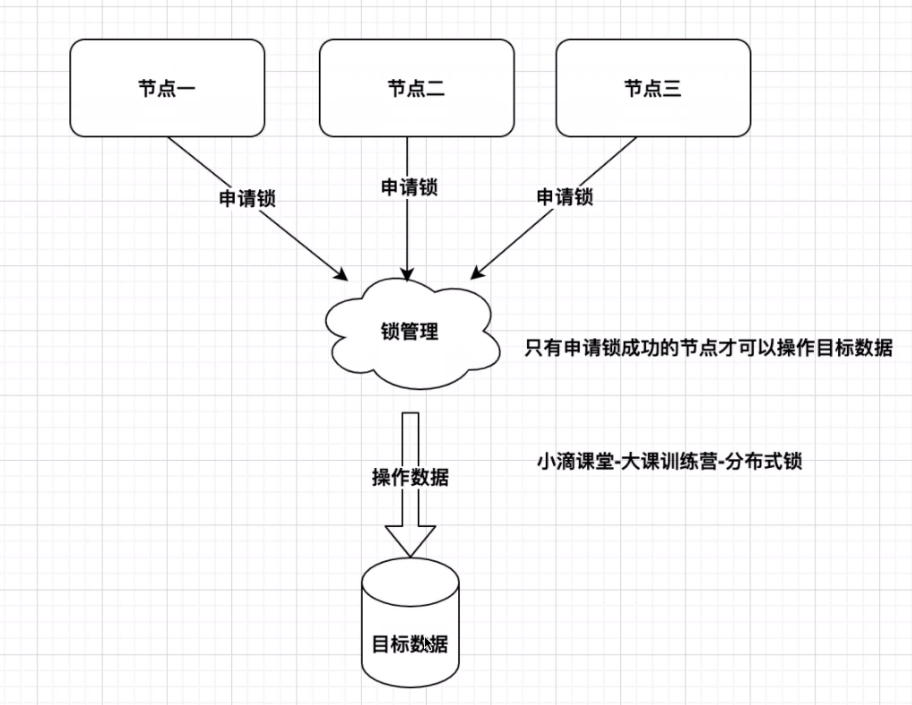 节点一
节点二
节点三
申请锁
申请锁
申请锁
锁管理
只有申请锁成功的节点才可以操作目标数据
小滴课堂-大课训练营-分布式锁
操作数据
目标数据